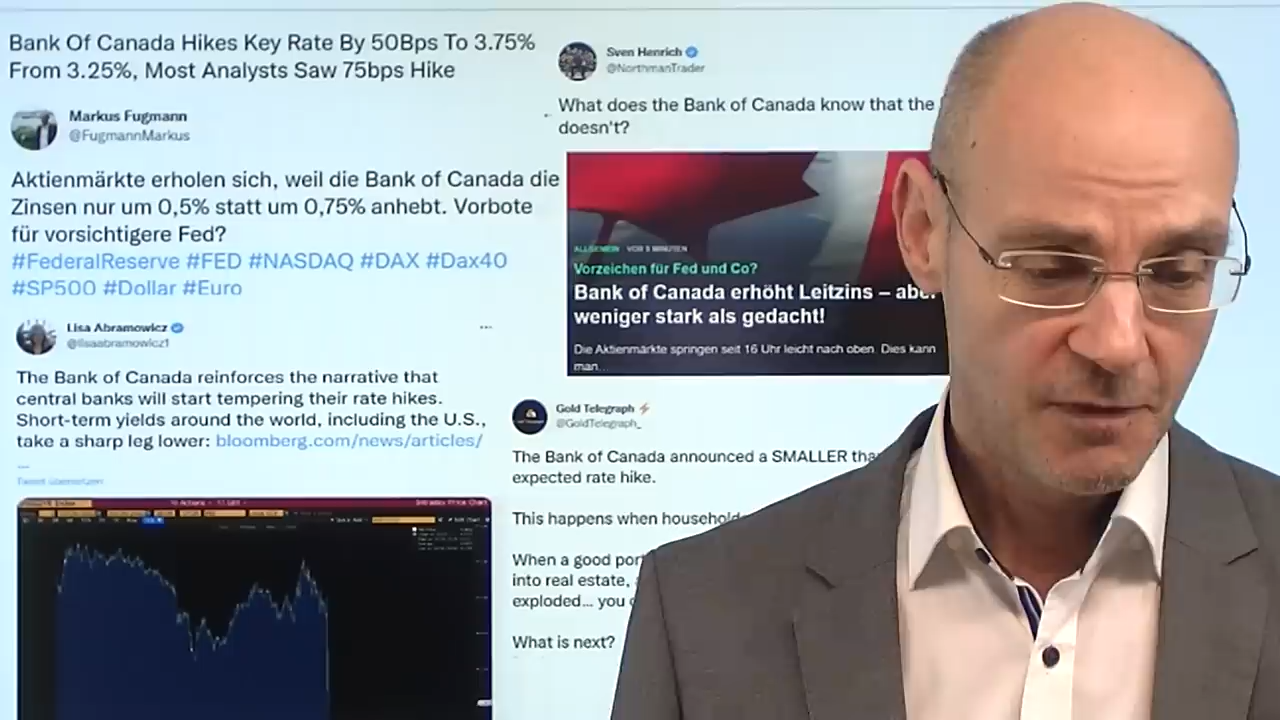 Bank Of Canada Hikes Key Rate By 50Bps To 3.75%
From 3.25%, Most Analysts Saw 75bps Hike
Markus Fugmann
@FugmannMarkus
Aktienmärkte erholen sich, weil die Bank of Canada die
Zinsen nur um 0,5% statt um 0,75% anhebt. Vorbote
für vorsichtigere Fed?
#FederalReserve #FED #NASDAQ #DAX #Dax40
#SP500 #Dollar #Euro
Lisa Abramowicz
@lisaabramowicz1
The Bank of Canada reinforces the narrative that
central banks will start tempering their rate hikes.
Short-term yields around the world, including the U.S.,
take a sharp leg lower: bloomberg.com/news/articles/
...
Tweet übersetzen
Sven Henrich
@NorthmanTrader
What does the Bank of Canada know that the
doesn't?
ALLGEMEIN VOR 9 MINUTEN
Vorzeichen für Fed und Co?
Bank of Canada erhöht Leitzins – aber
weniger stark als gedacht!
Die Aktienmärkte springen seit 16 Uhr leicht nach oben. Dies kann
man...
Gold Telegraph
@GoldTelegraph_
The Bank of Canada announced a SMALLER than
expected rate hike.
This happens when household
When a good por
into real estate,
exploded... you
What is next?